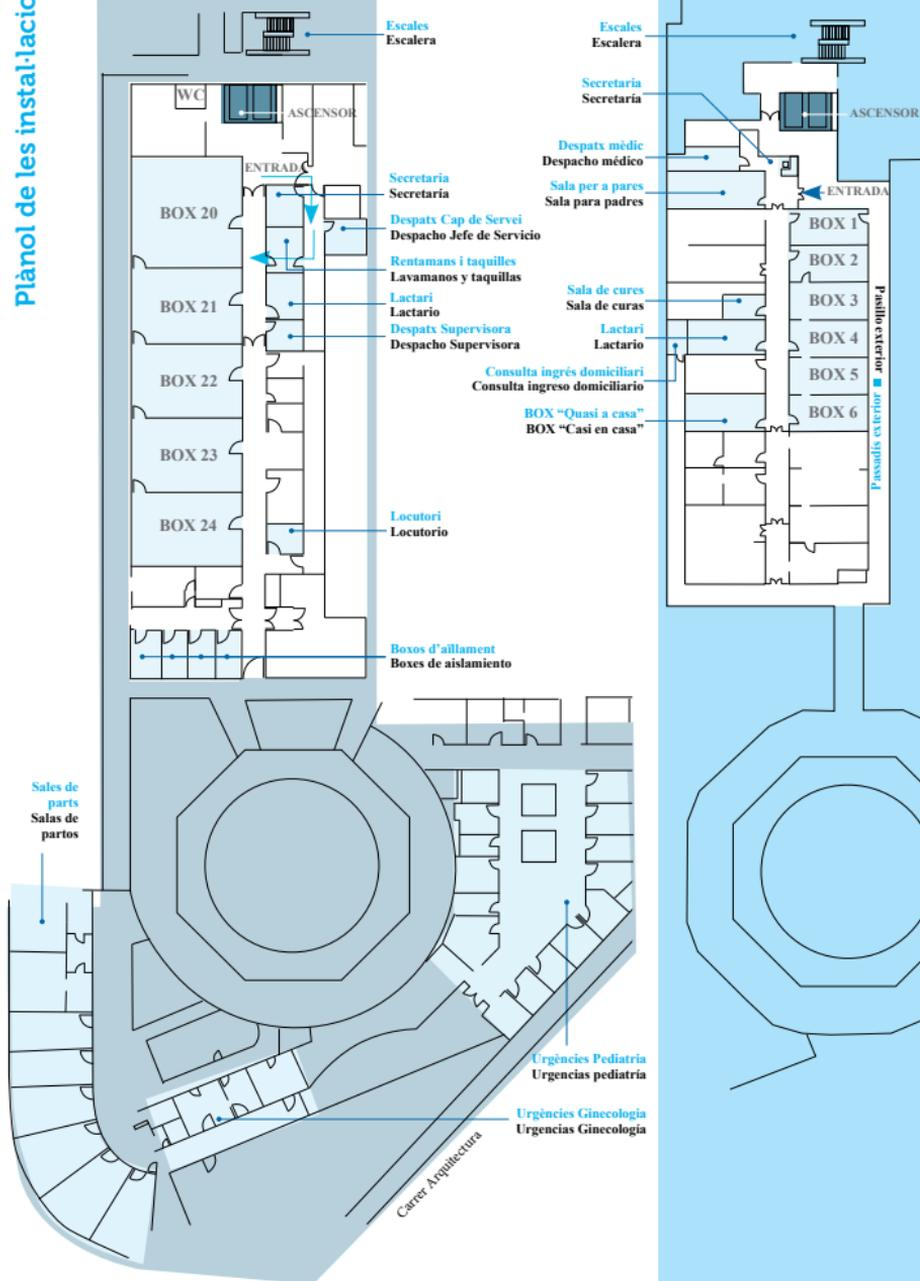 Plànol de les instal·lacio
Escales
Escalera
WC
ASCENSOR
ENTRADA
Secretaria
Secretaría
Despatx Cap de Servei
Despacho Jefe de Servicio
Rentamans i taquilles
Lavamanos y taquillas
Lactari
Lactario
Despatx Supervisora
Despacho Supervisora
BOX 20
BOX 21
BOX 22
BOX 23
BOX 24
Locutori
Locutorio
Boxos d'aïllament
Boxes de aislamiento
Sales de
parts
Salas de
partos
Urgències Pediatria
Urgencias pediatría
Urgències Ginecologia
Urgencias Ginecología
Carrer Arquitectura
Escales
Escalera
Secretaria
Secretaría
ASCENSOR
Despatx mèdic
Despacho médico
Sala per a pares
Sala para padres
ENTRADA
BOX 1
BOX 2
BOX 3
BOX 4
BOX 5
BOX 6
Sala de cures
Sala de curas
Lactari
Lactario
Consulta ingrés domiciliari
Consulta ingreso domiciliario
BOX “Quasi a casa”
BOX “Casi en casa”
Passadís exterior ■ Pasillo exterior